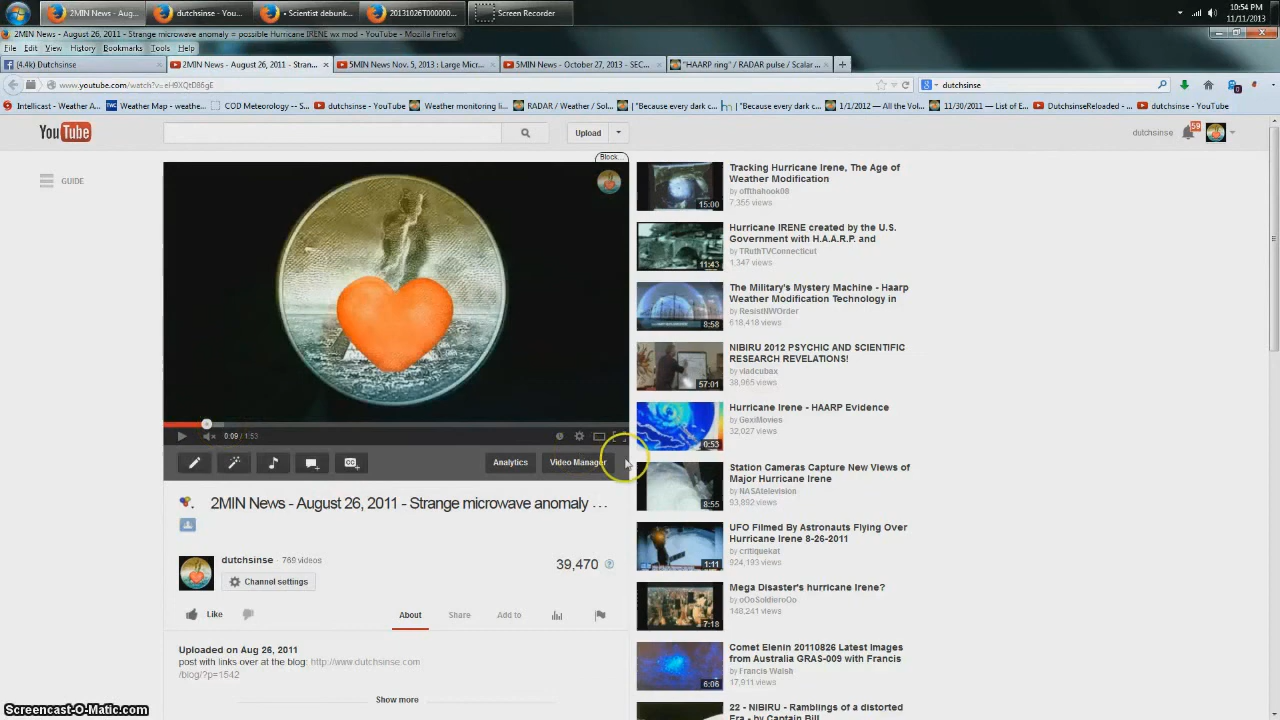 2MIN News - Aug...
dutchsinse - You...
• Scientist debunk...
20131026T000000...
Screen Recorder
10:54 PM
11/11/2013
2MIN News - August 26, 2011 - Strange microwave anomaly = possible Hurricane IRENE wx mod - YouTube - Mozilla Firefox
File Edit View History Bookmarks Tools Help
(4.4k) Dutchsinse
2MIN News - August 26, 2011 - Stran...
5MIN News Nov. 5, 2013 : Large Micr...
5MIN News - October 27, 2013 - SEC...
"HAARP ring" / RADAR pulse / Scalar ...
www.youtube.com/watch?v=eH9XQtD86gE
dutchsinse
Intellicast - Weather A...
Weather Map - weathe...
COD Meteorology -- S...
dutchsinse - YouTube
Weather monitoring li...
RADAR / Weather / Sol...
"Because every dark c...
"Because every dark c...
1/1/2012 --- All the Vol...
11/30/2011 --- List of E...
DutchsinseReloaded - ...
dutchsinse - YouTube
YouTube
Upload
dutchsinse
59
GUIDE
Block...
0:09 / 1:53
Analytics
Video Manager
2MIN News - August 26, 2011 - Strange microwave anomaly ...
dutchsinse · 769 videos
Channel settings
39,470
Like
About
Share
Add to
Uploaded on Aug 26, 2011
post with links over at the blog: http://www.dutchsinse.com
/blog/?p=1542
Show more
Tracking Hurricane Irene, The Age of
Weather Modification
by offthahook08
7,355 views
15:00
Hurricane IRENE created by the U.S.
Government with H.A.A.R.P. and
by TRuthTVConnecticut
1,347 views
11:43
The Military's Mystery Machine - Haarp
Weather Modification Technology in
by ResistNWOrder
618,418 views
8:58
NIBIRU 2012 PSYCHIC AND SCIENTIFIC
RESEARCH REVELATIONS!
by vladcubax
38,965 views
57:01
Hurricane Irene - HAARP Evidence
by GexiMovies
32,027 views
0:53
Station Cameras Capture New Views of
Major Hurricane Irene
by NASAtelevision
93,892 views
8:55
UFO Filmed By Astronauts Flying Over
Hurricane Irene 8-26-2011
by critiquekat
924,193 views
1:11
Mega Disaster's hurricane Irene?
by oOoSoldieroOo
148,241 views
7:18
Comet Elenin 20110826 Latest Images
from Australia GRAS-009 with Francis
by Francis Walsh
17,911 views
6:06
22 - NIBIRU - Ramblings of a distorted
Era - by Captain Bill
Screencast-O-Matic.com